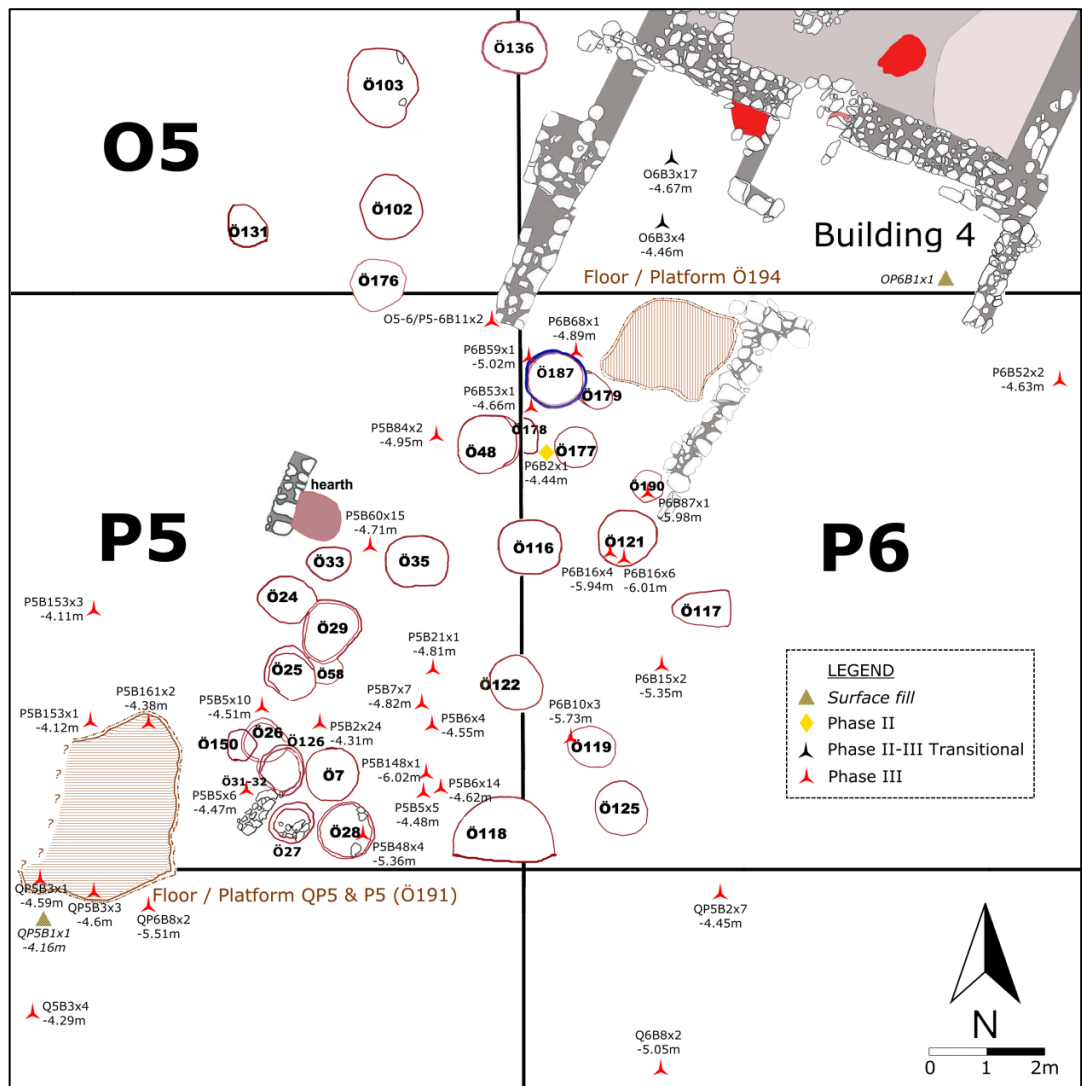 Ö136
Ö103
O5
O6B3x17
-4.67m
Ö102
Ö131
O6B3x4
-4.46m
Building 4
Ö176
Floor / Platform Ö194
OP6B1x1
O5-6/P5-6B11x2
P6B68x1
-4.89m
P6B59x1
-5.02m
Ö187
P6B52x2
-4.63m
P6B53x1
-4.66m
Ö179
P5B84x2
-4.95m
Ö48
Ö178
Ö177
P6B2x1
-4.44m
hearth
Ö190
P6B87x1
-5.98m
P5
P5B60x15
-4.71m
Ö33
Ö35
Ö116
Ö121
P6
P6B16x4
-5.94m
P6B16x6
-6.01m
P5B153x3
-4.11m
Ö24
Ö29
Ö117
P5B21x1
-4.81m
Ö25
Ö58
P6B15x2
-5.35m
LEGEND
Surface fill
Phase II
Phase II-III Transitional
Phase III
Ö122
P5B161x2
-4.38m
P5B5x10
-4.51m
P5B7x7
-4.82m
P6B10x3
-5.73m
P5B153x1
-4.12m
P5B2x24
-4.31m
P5B6x4
-4.55m
Ö150
Ö26
Ö126
Ö119
?
?
?
?
?
P5B148x1
-6.02m
Ö31-32
Ö7
P5B5x6
-4.47m
P5B6x14
-4.62m
P5B5x5
-4.48m
Ö125
Ö27
Ö28
P5B48x4
-5.36m
Ö118
QP5B3x1
-4.59m
QP5B3x3
-4.6m
Floor / Platform QP5 & P5 (Ö191)
QP6B8x2
-5.51m
QP5B1x1
-4.16m
QP5B2x7
-4.45m
Q5B3x4
-4.29m
Q6B8x2
-5.05m
N
0 1 2m